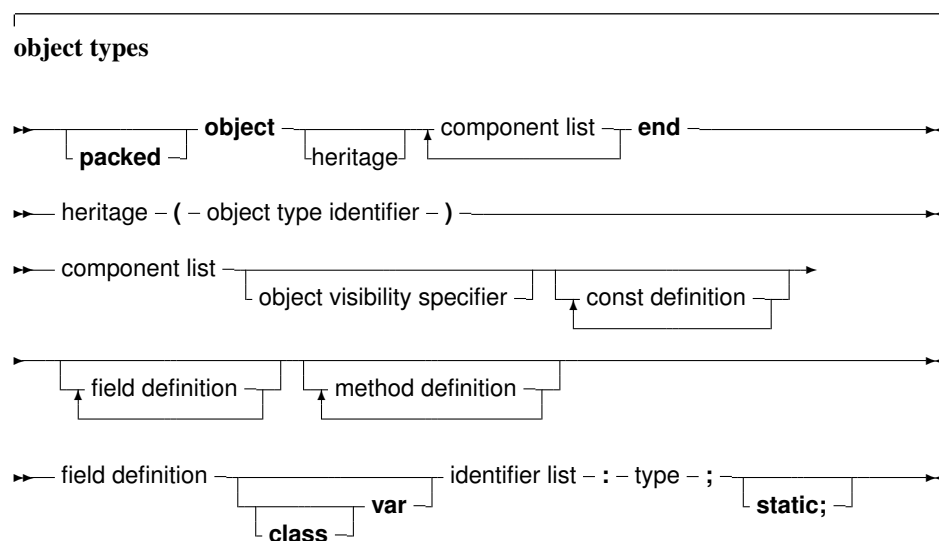 object types
object component list end
packed heritage
heritage ( object type identifier )
component list
object visibility specifier const definition
field definition method definition
field definition identifier list : type ;
var static;
class